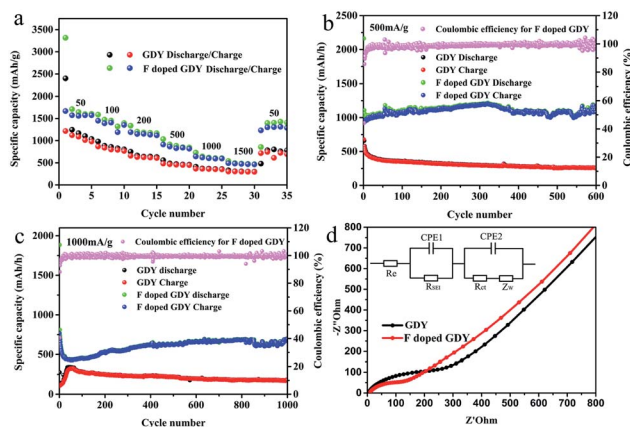 a
Specific capacity (mAh/g)
3500
3000
2500
2000
1500
1000
500
0
GDY Discharge/Charge
F doped GDY Discharge/Charge
50
100
200
500
1000
1500
50
0 5 10 15 20 25 30 35
Cycle number
b
Specific capacity (mAh/g)
2500
2000
1500
1000
500
0
500mA/g
Coulombic efficiency for F doped GDY
GDY Discharge
GDY Charge
F doped GDY Discharge
F doped GDY Charge
120
100
80
60
40
20
0
Coulombic efficiency (%)
0 100 200 300 400 500 600
Cycle number
c
Specific capacity (mAh/g)
2000
1500
1000
500
0
1000mA/g
Coulombic efficiency for F doped GDY
GDY discharge
GDY Charge
F doped GDY discharge
F doped GDY Charge
120
100
80
60
40
20
0
Coulombic efficiency (%)
0 200 400 600 800 1000
Cycle number
d
-Z''Ohm
800
700
600
500
400
300
200
100
0
CPE1
CPE2
Re
RSEI
Rct
Zw
GDY
F doped GDY
0 100 200 300 400 500 600 700 800
Z'Ohm